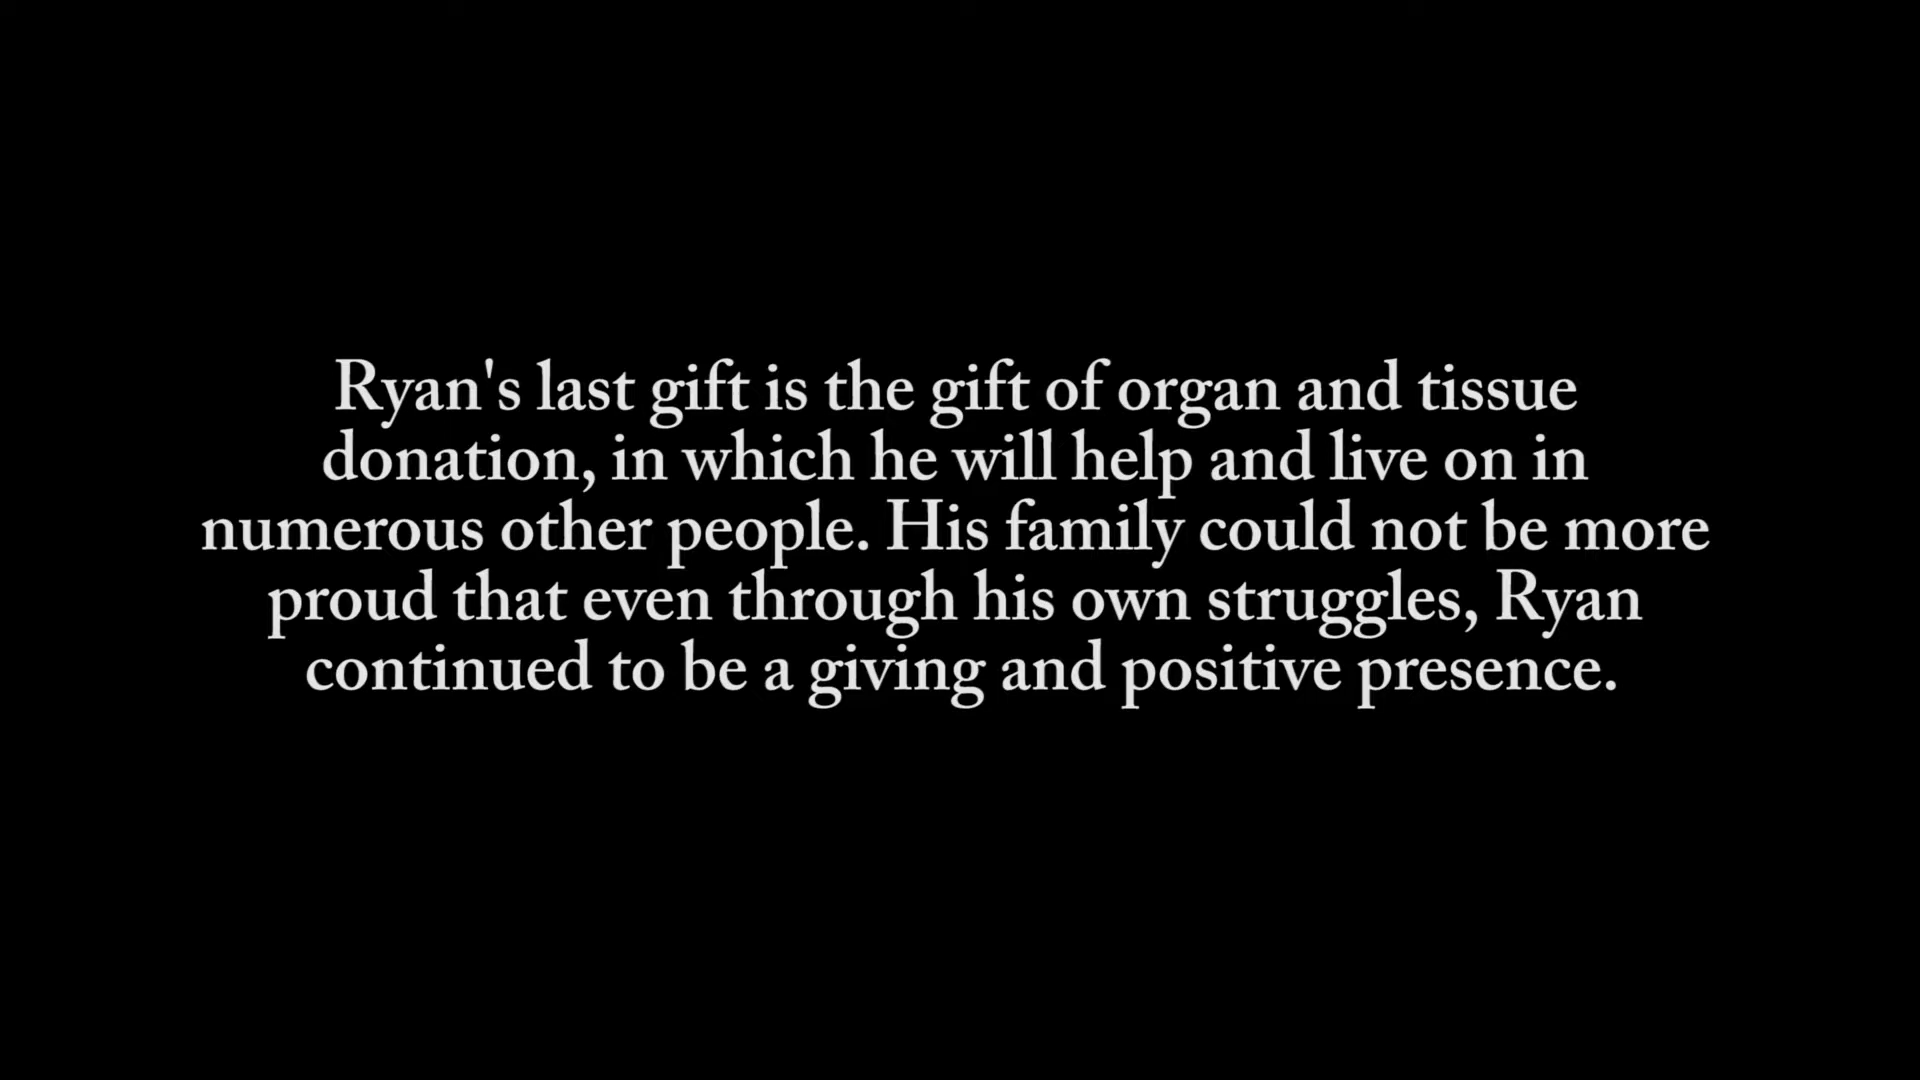 Ryan's last gift is the gift of organ and tissue
donation, in which he will help and live on in
numerous other people. His family could not be more
proud that even through his own struggles, Ryan
continued to be a giving and positive presence.